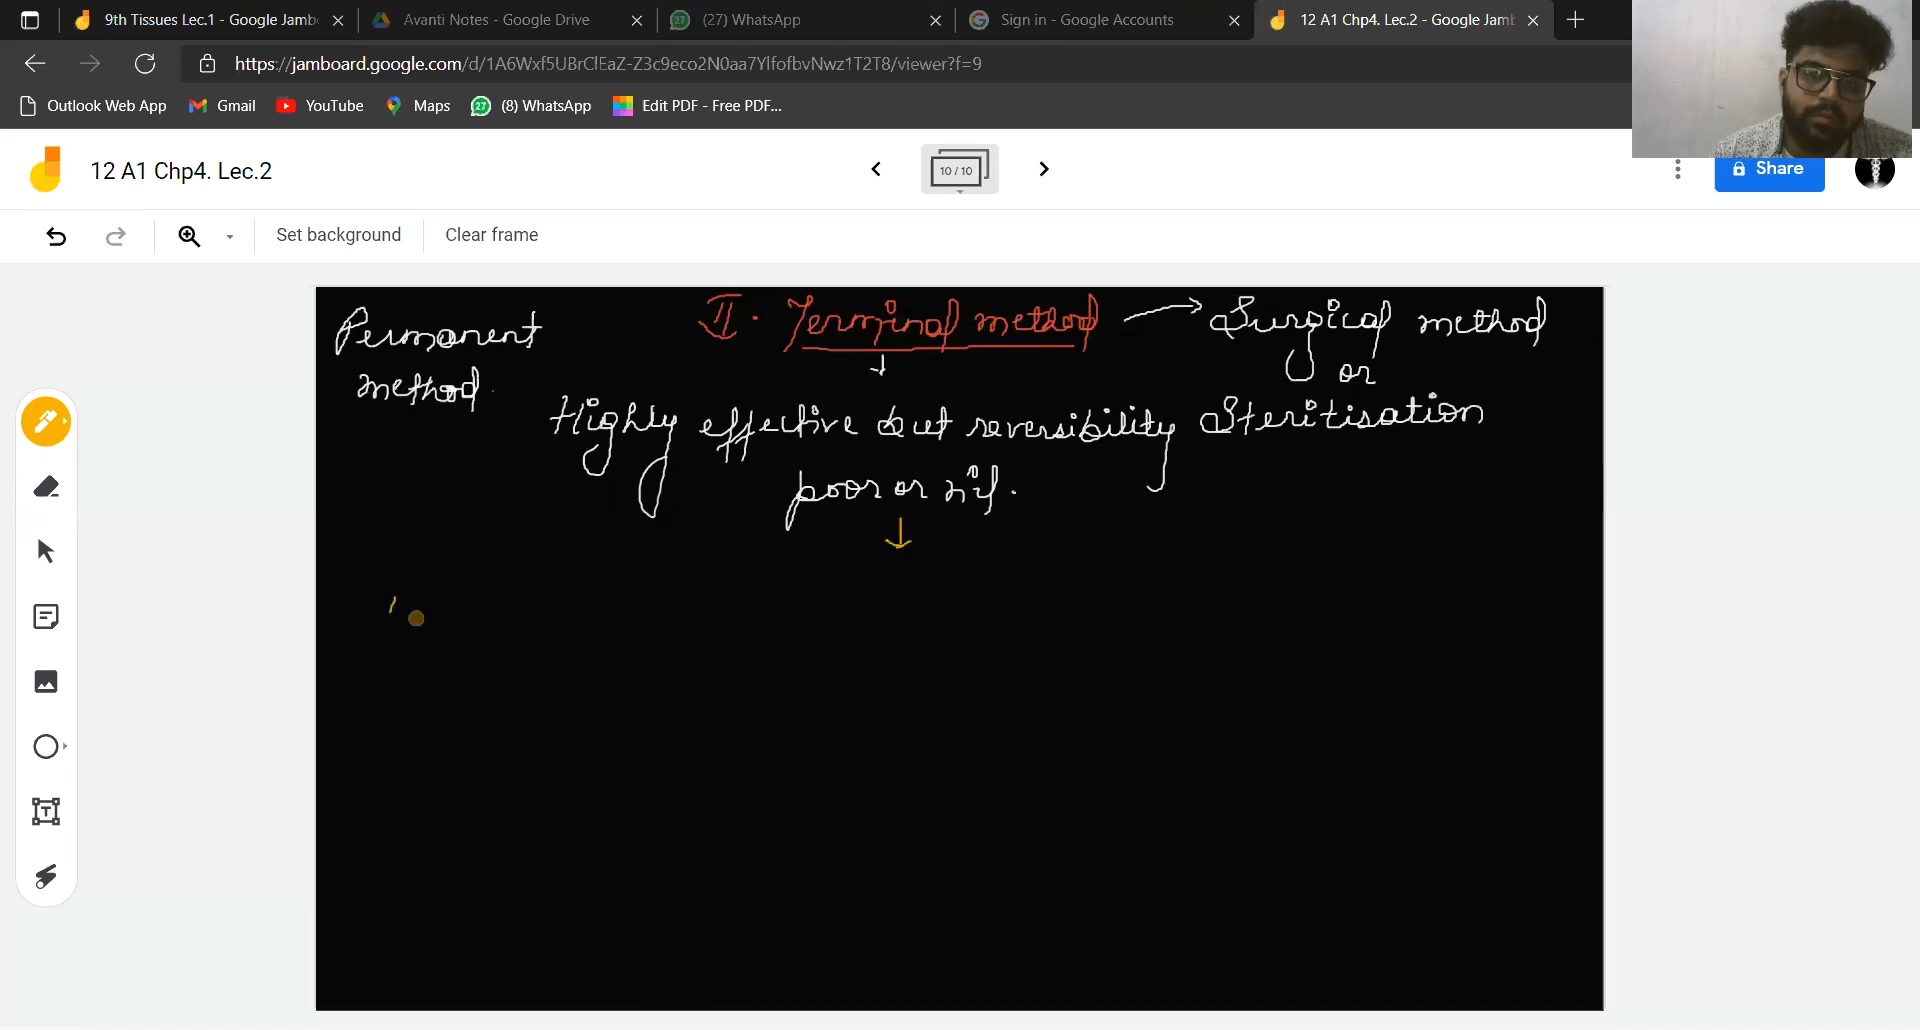 9th Tissues Lec.1 - Google Jamb
Avanti Notes - Google Drive
(27) WhatsApp
Sign in - Google Accounts
12 A1 Chp4. Lec.2 - Google Jamb
https://jamboard.google.com/d/1A6Wxf5UBrClEaZ-Z3c9eco2N0aa7YlfofbvNwz1T2T8/viewer?f=9
Outlook Web App
Gmail
YouTube
Maps
27
(8) WhatsApp
Edit PDF - Free PDF...
12 A1 Chp4. Lec.2
10 / 10
Share
Set background
Clear frame
Permanent
method
II. Terminal method
Surgical method
or
Steritisation
Highly effective but reversibility
poor or nil.